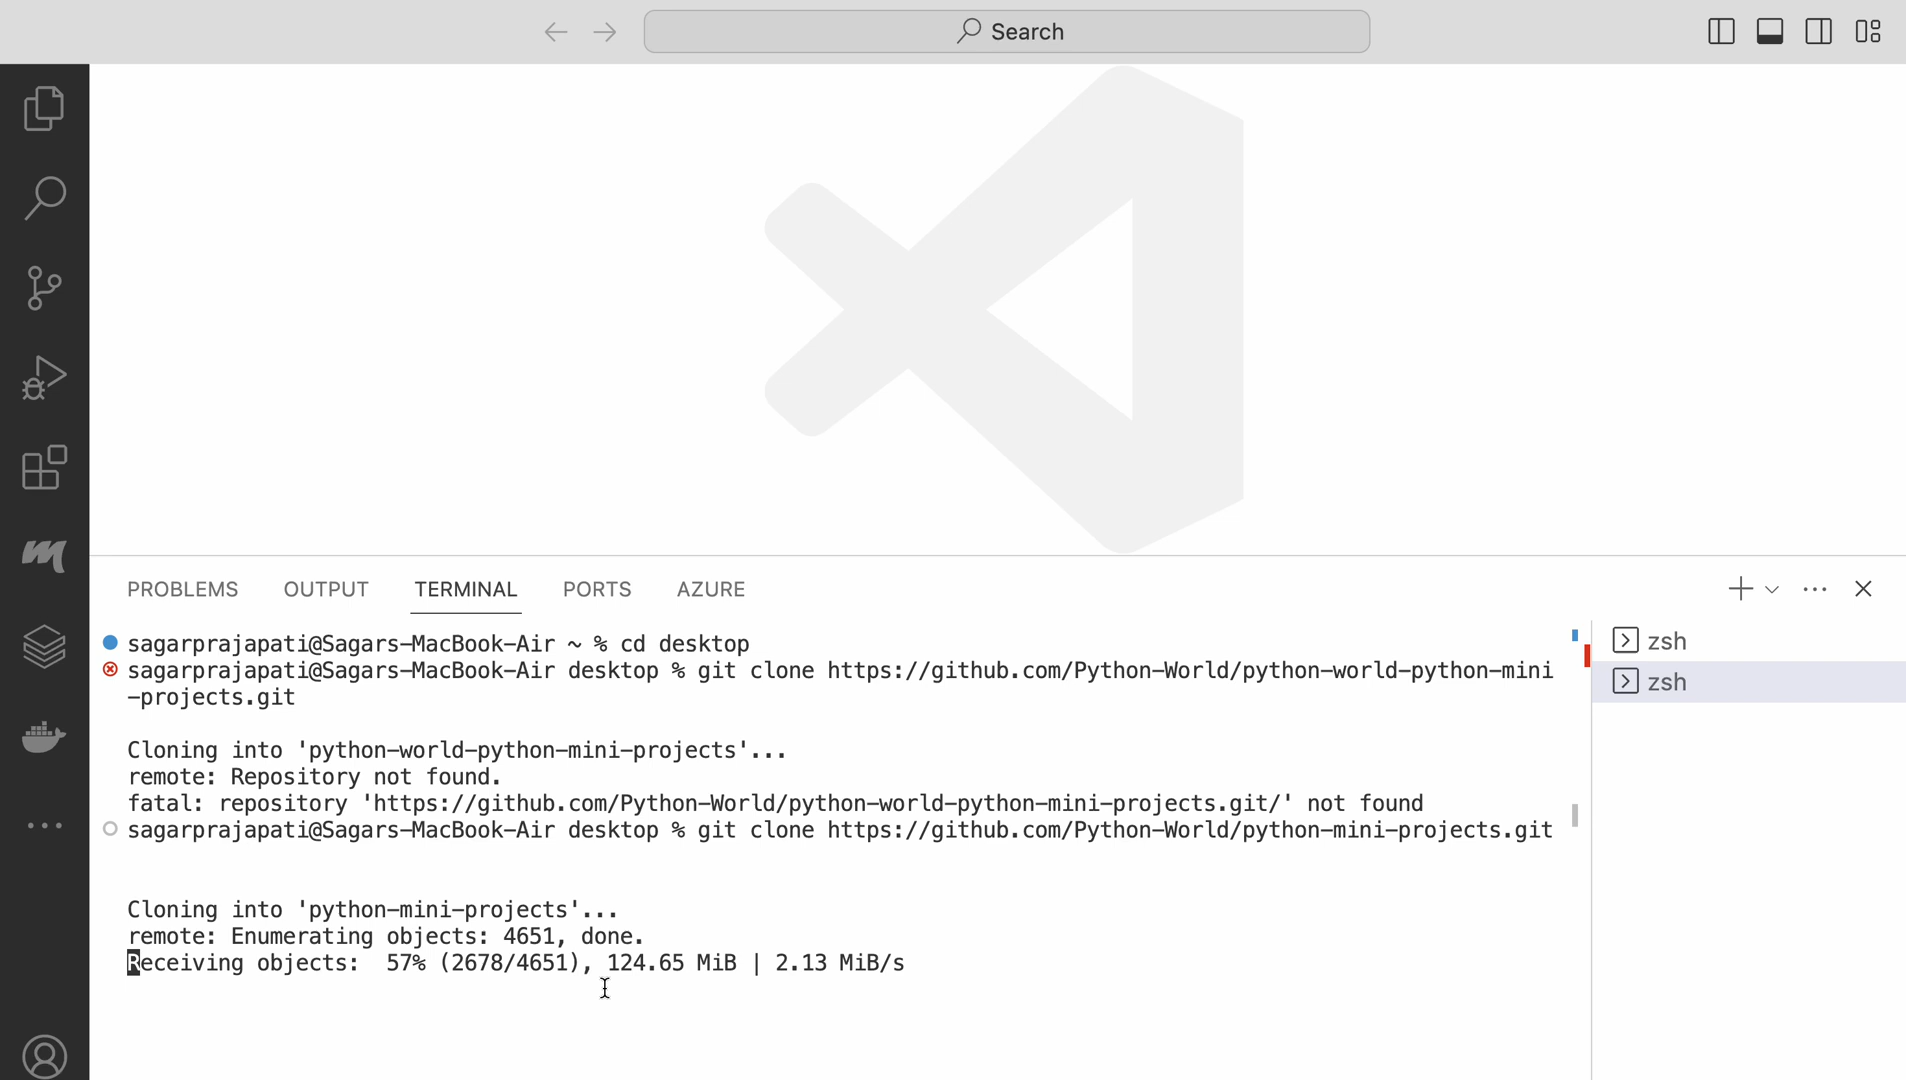 Search
PROBLEMS OUTPUT TERMINAL PORTS AZURE
sagarprajapati@Sagars-MacBook-Air ~ % cd desktop
sagarprajapati@Sagars-MacBook-Air desktop % git clone https://github.com/Python-World/python-world-python-mini
-projects.git
Cloning into 'python-world-python-mini-projects'...
remote: Repository not found.
fatal: repository 'https://github.com/Python-World/python-world-python-mini-projects.git/' not found
sagarprajapati@Sagars-MacBook-Air desktop % git clone https://github.com/Python-World/python-mini-projects.git
Cloning into 'python-mini-projects'...
remote: Enumerating objects: 4651, done.
Receiving objects:  57% (2678/4651), 124.65 MiB | 2.13 MiB/s
zsh
zsh